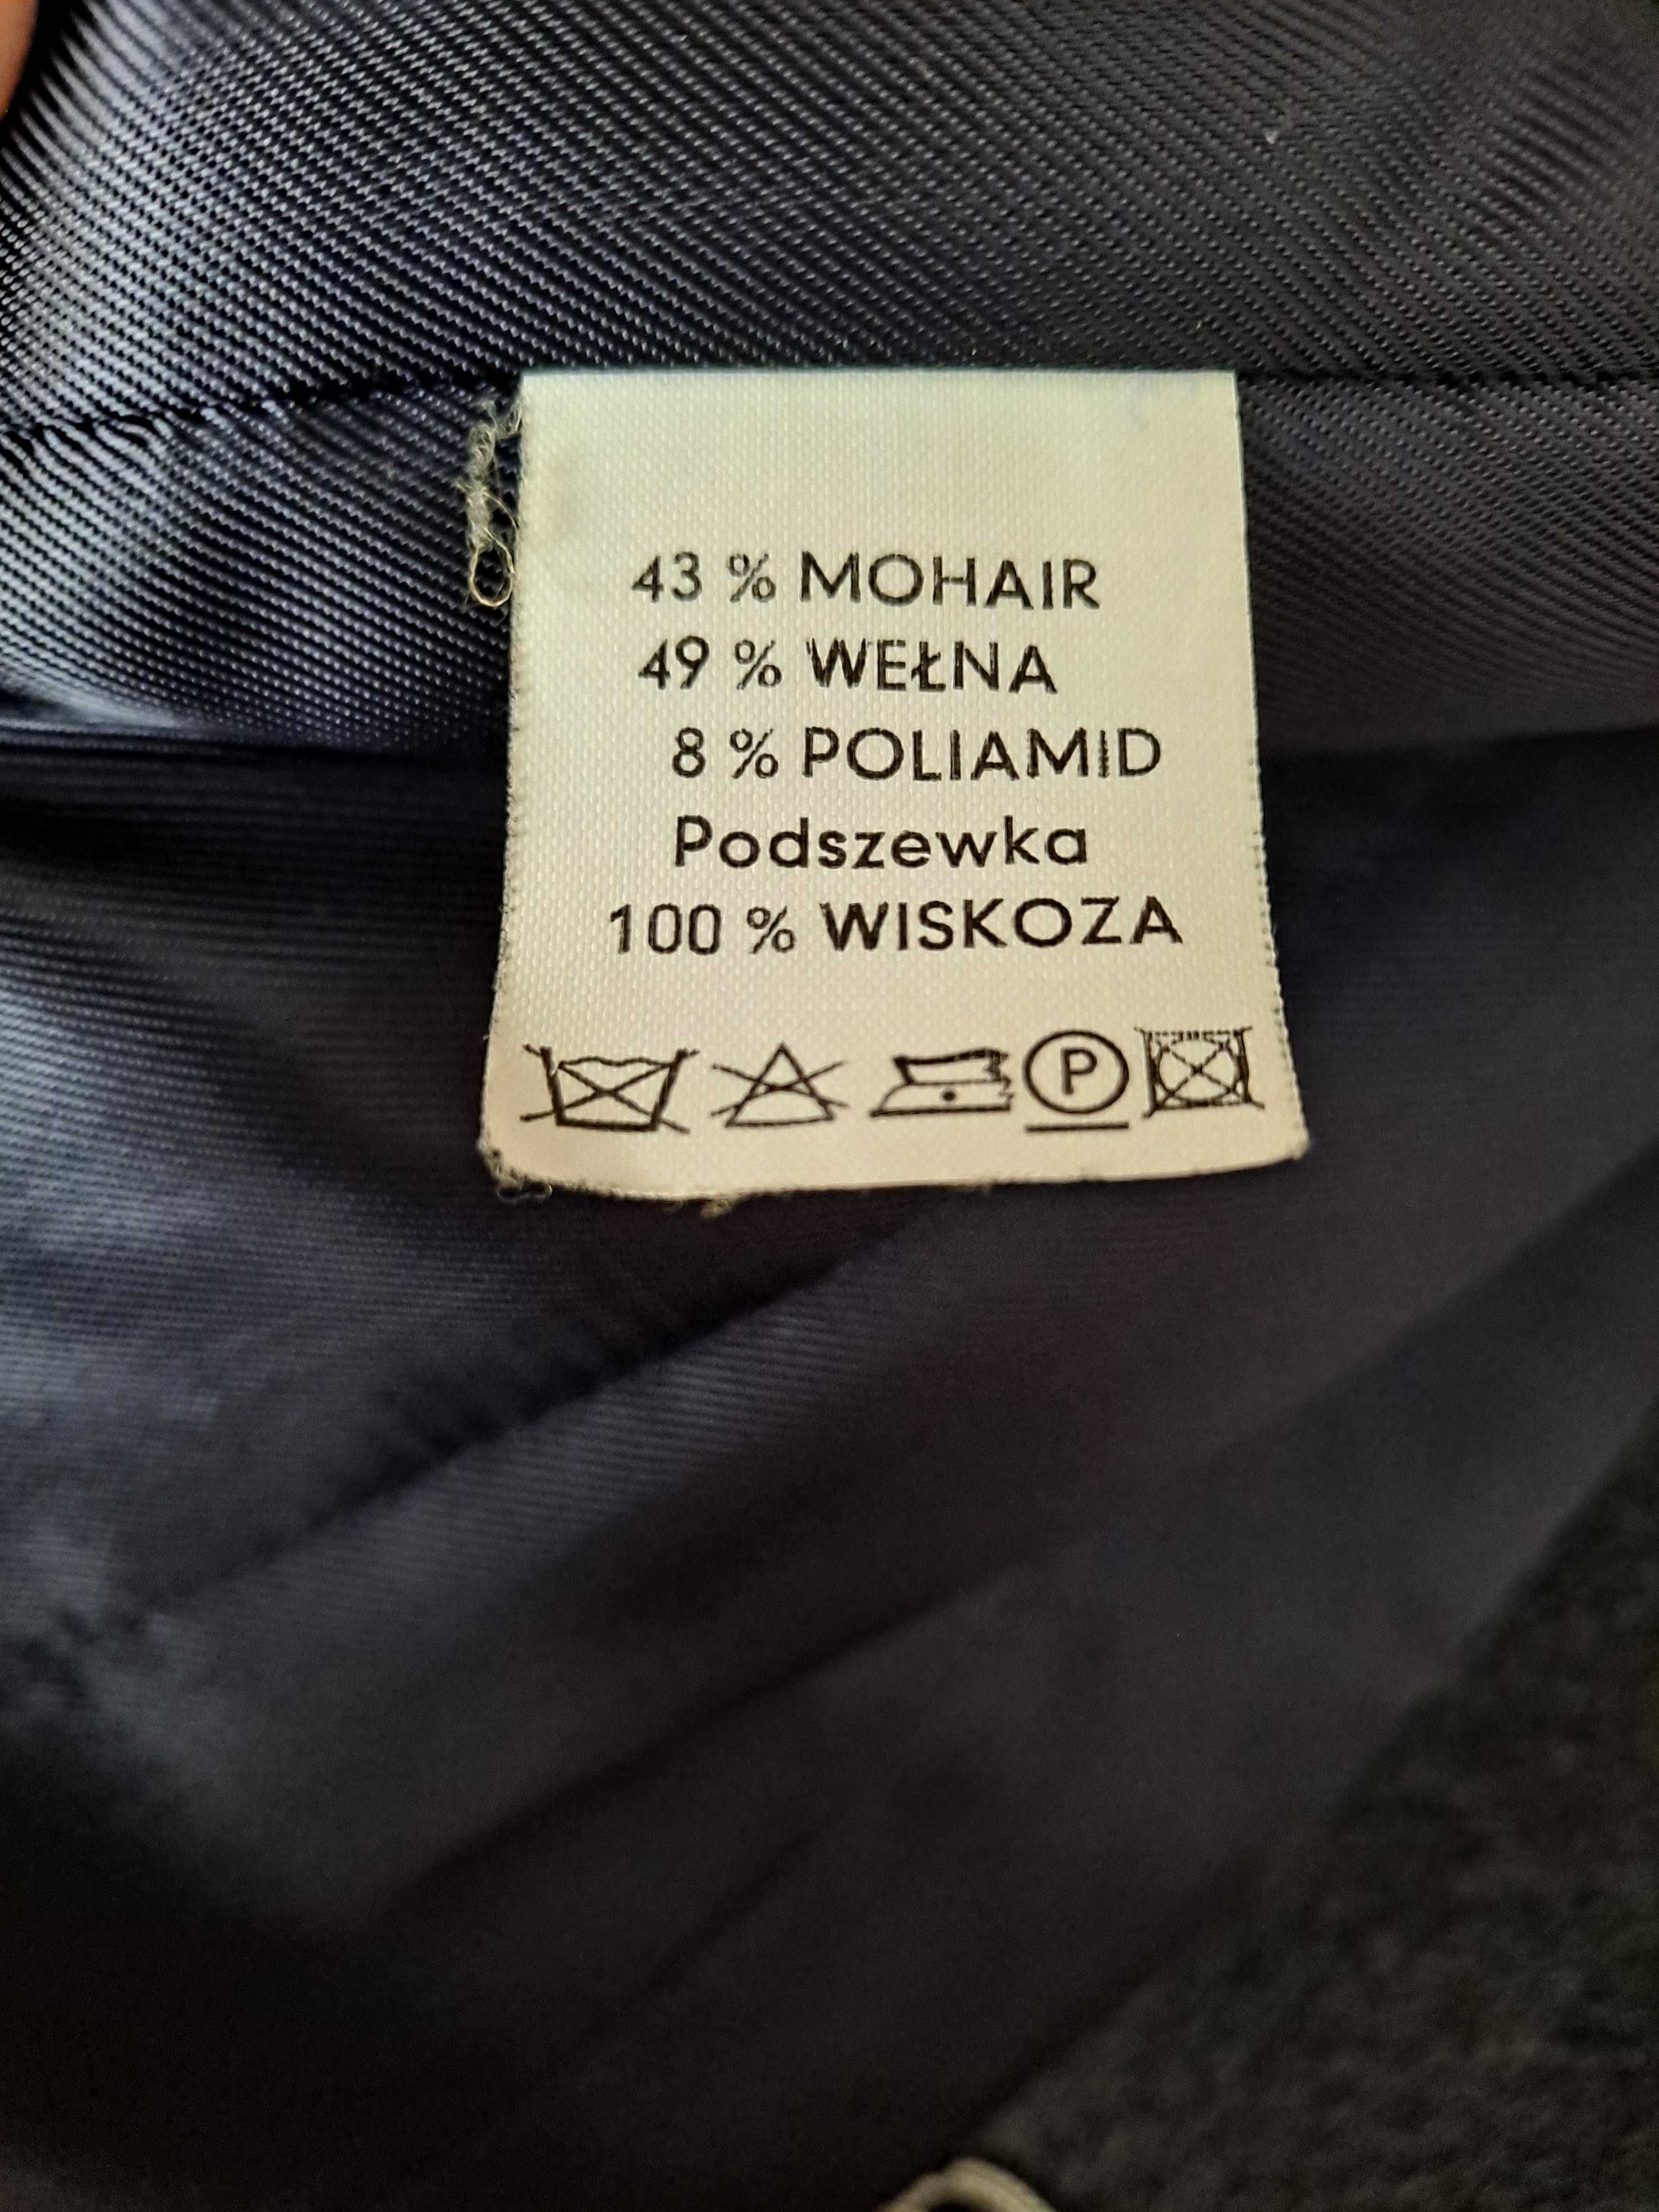 43 % MOHAIR
49 % WEŁNA
8 % POLIAMID
Podszewka
100 % WISKOZA
P